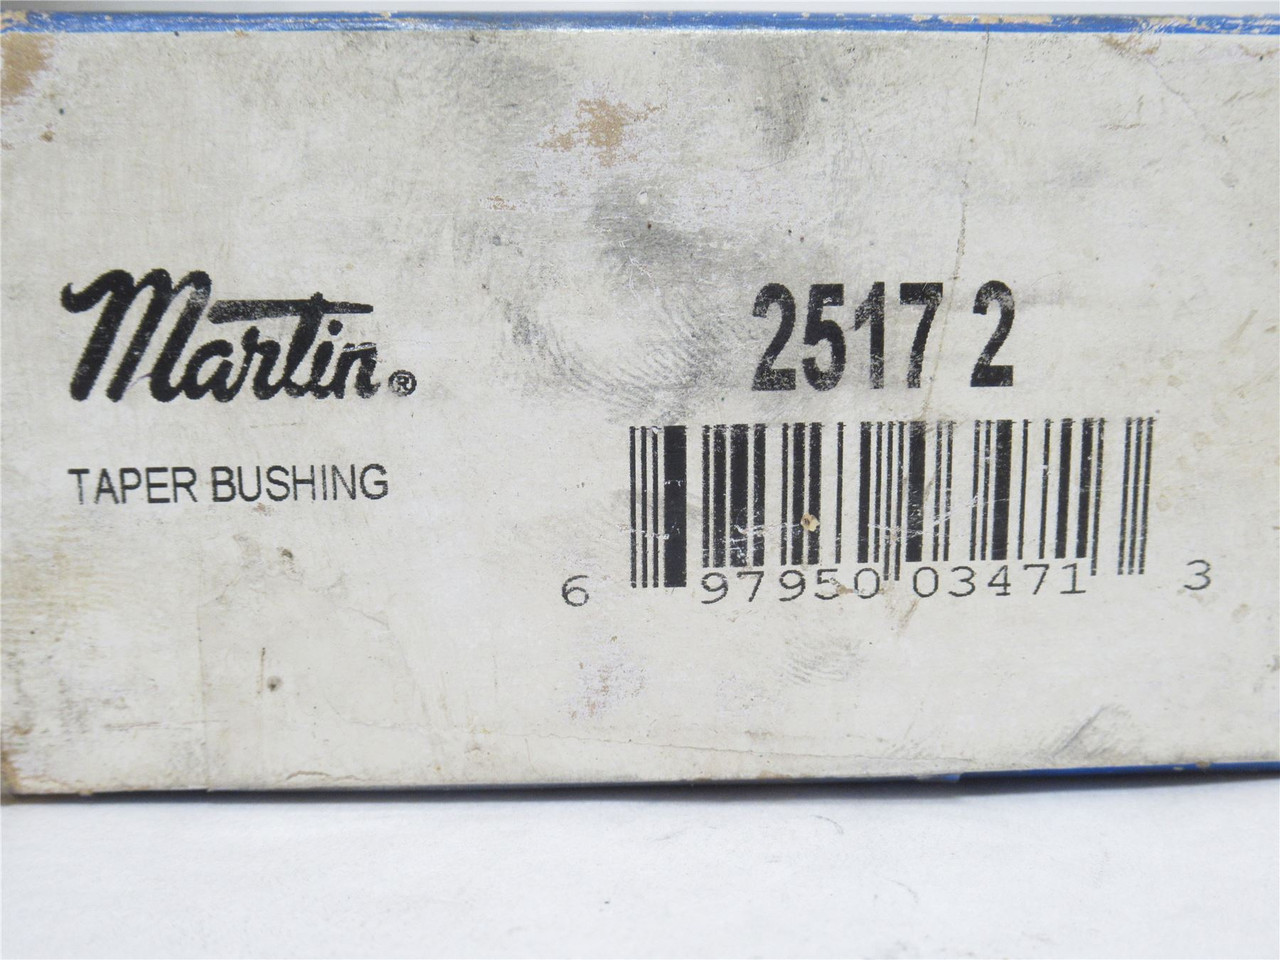 Martin®
TAPER BUSHING
2517 2
6 97950 03471 3